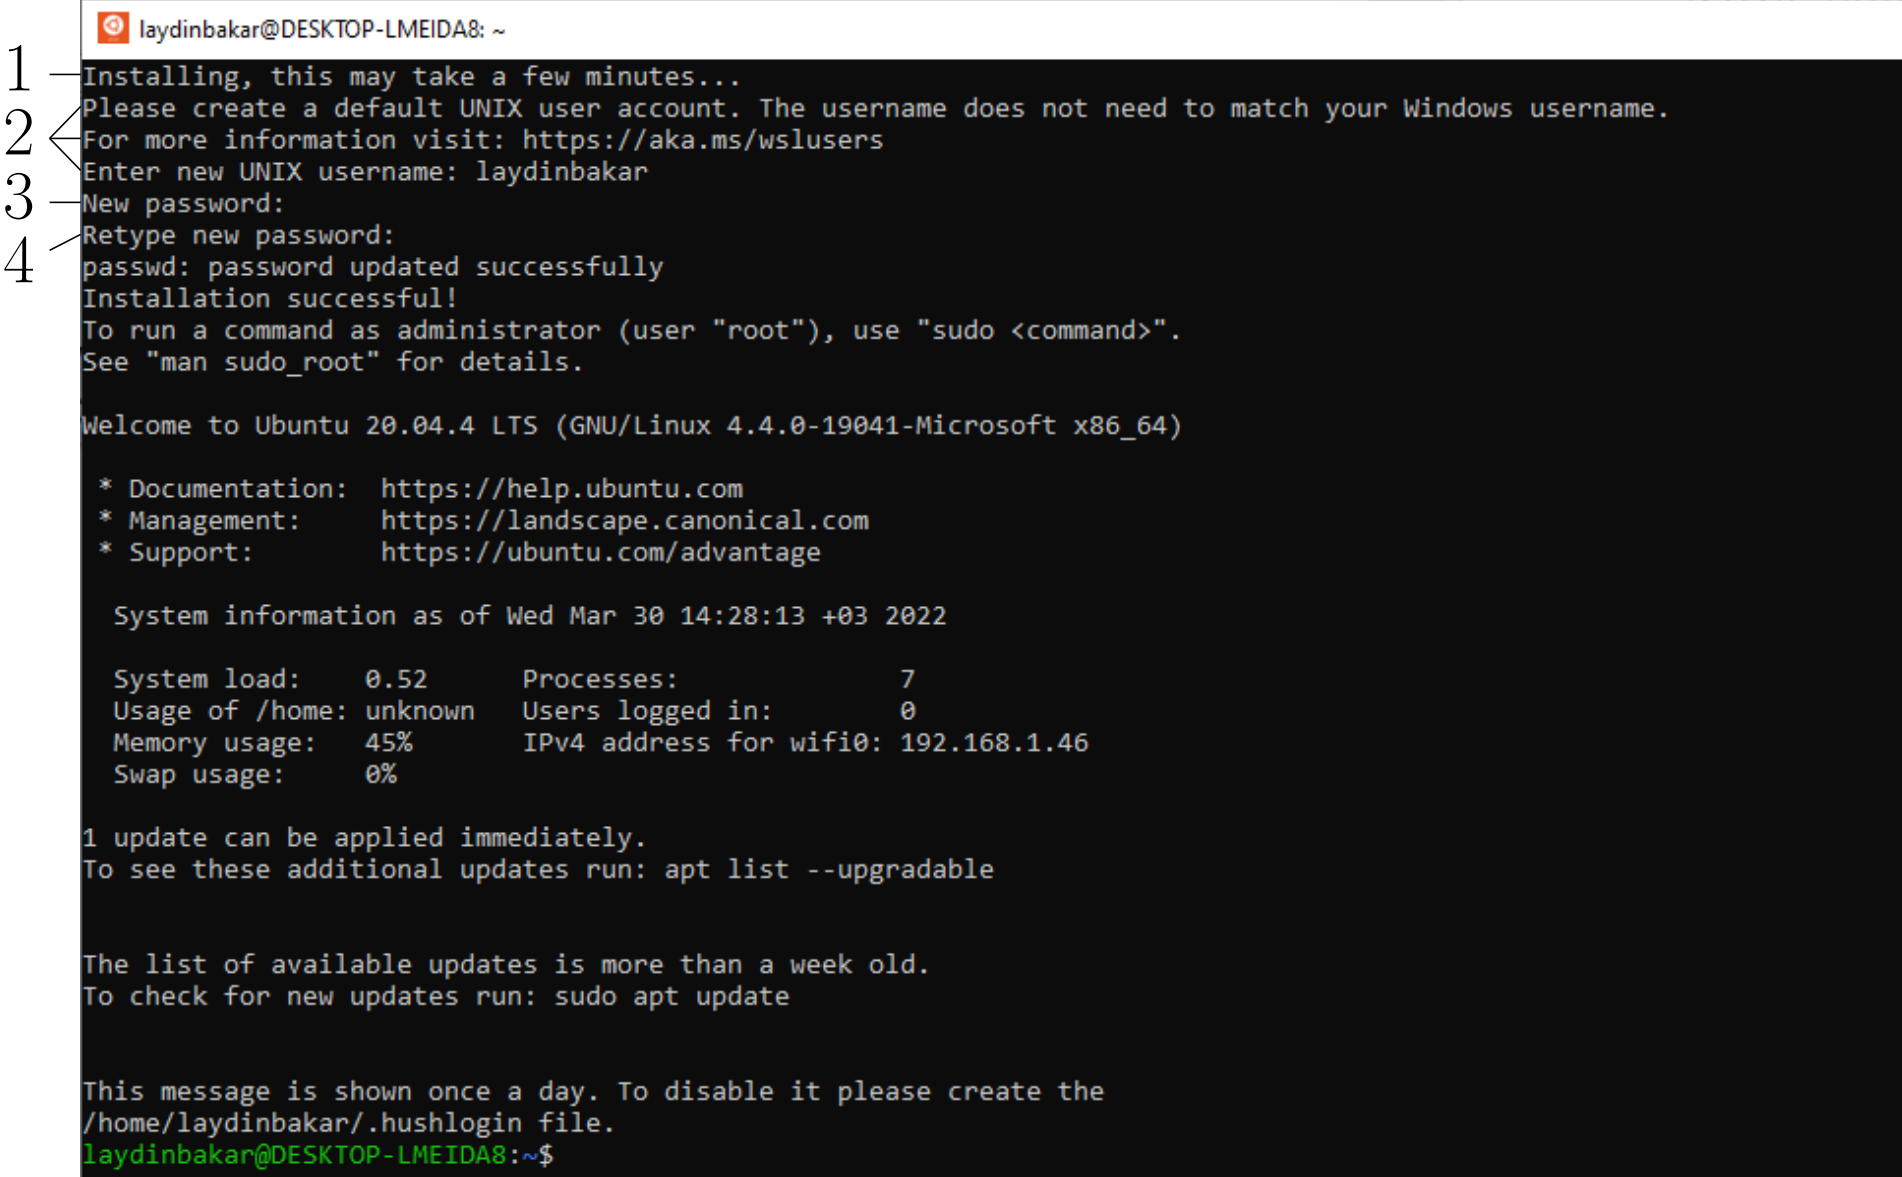 laydinbakar@DESKTOP-LMEIDA8: ~
1
Installing, this may take a few minutes...
2
Please create a default UNIX user account. The username does not need to match your Windows username.
For more information visit: https://aka.ms/wslusers
Enter new UNIX username: laydinbakar
3
New password:
4
Retype new password:
passwd: password updated successfully
Installation successful!
To run a command as administrator (user "root"), use "sudo <command>".
See "man sudo_root" for details.
Welcome to Ubuntu 20.04.4 LTS (GNU/Linux 4.4.0-19041-Microsoft x86_64)
* Documentation: https://help.ubuntu.com
* Management: https://landscape.canonical.com
* Support: https://ubuntu.com/advantage
System information as of Wed Mar 30 14:28:13 +03 2022
System load: 0.52 Processes: 7
Usage of /home: unknown Users logged in: 0
Memory usage: 45% IPv4 address for wifi0: 192.168.1.46
Swap usage: 0%
1 update can be applied immediately.
To see these additional updates run: apt list --upgradable
The list of available updates is more than a week old.
To check for new updates run: sudo apt update
This message is shown once a day. To disable it please create the
/home/laydinbakar/.hushlogin file.
laydinbakar@DESKTOP-LMEIDA8:~$